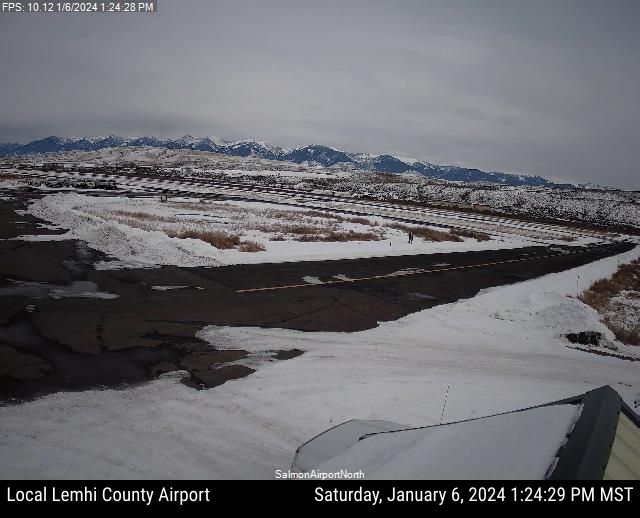 FPS: 10.12 1/6/2024 1:24:28 PM
SalmonAirportNorth
Local Lemhi County Airport Saturday, January 6, 2024 1:24:29 PM MST